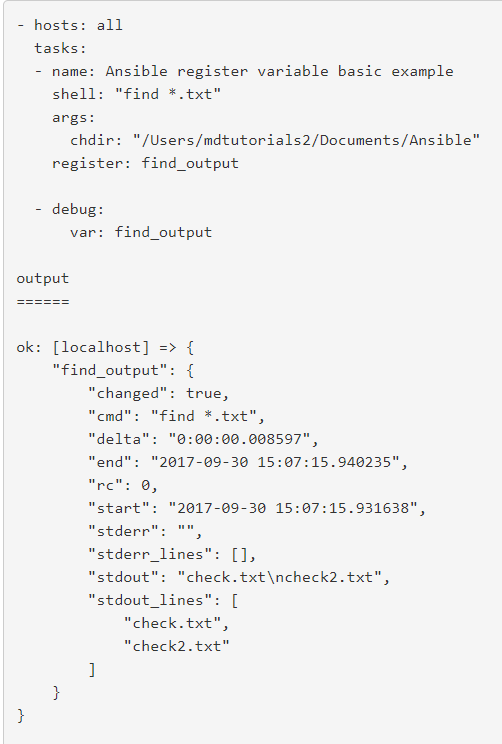 - hosts: all
  tasks:
  - name: Ansible register variable basic example
    shell: "find *.txt"
    args:
      chdir: "/Users/mdtutorials2/Documents/Ansible"
    register: find_output

  - debug:
      var: find_output

output
======

ok: [localhost] => {
    "find_output": {
        "changed": true,
        "cmd": "find *.txt",
        "delta": "0:00:00.008597",
        "end": "2017-09-30 15:07:15.940235",
        "rc": 0,
        "start": "2017-09-30 15:07:15.931638",
        "stderr": "",
        "stderr_lines": [],
        "stdout": "check.txt\ncheck2.txt",
        "stdout_lines": [
            "check.txt",
            "check2.txt"
        ]
    }
}